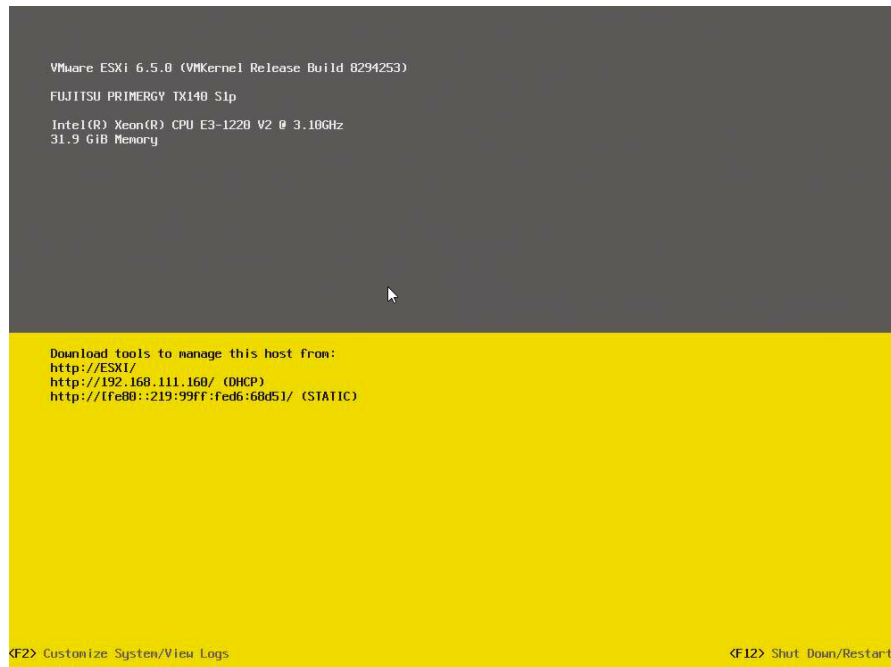 VMware ESXi 6.5.0 (VMKernel Release Build 8294253)
FUJITSU PRIMERGY TX140 S1p
Intel(R) Xeon(R) CPU E3-1220 V2 @ 3.10GHz
31.9 GiB Memory
Download tools to manage this host from:
http://ESXI/
http://192.168.111.160/ (DHCP)
http://[fe80::219:99ff:fed6:68d5]/ (STATIC)
<F2> Customize System/View Logs
<F12> Shut Down/Restart